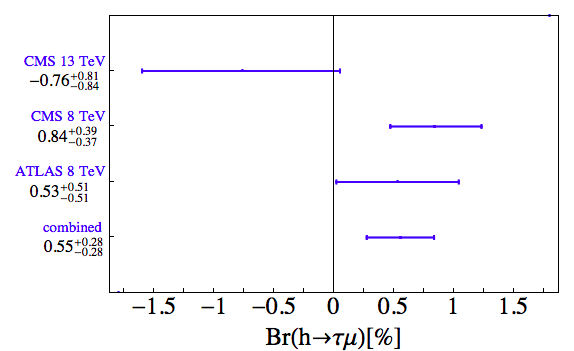 CMS 13 TeV
−0.76+0.81−0.84
CMS 8 TeV
0.84+0.39−0.37
ATLAS 8 TeV
0.53+0.51−0.51
combined
0.55+0.28−0.28
−1.5 −1 −0.5 0 0.5 1 1.5
Br(h→τμ)[%]